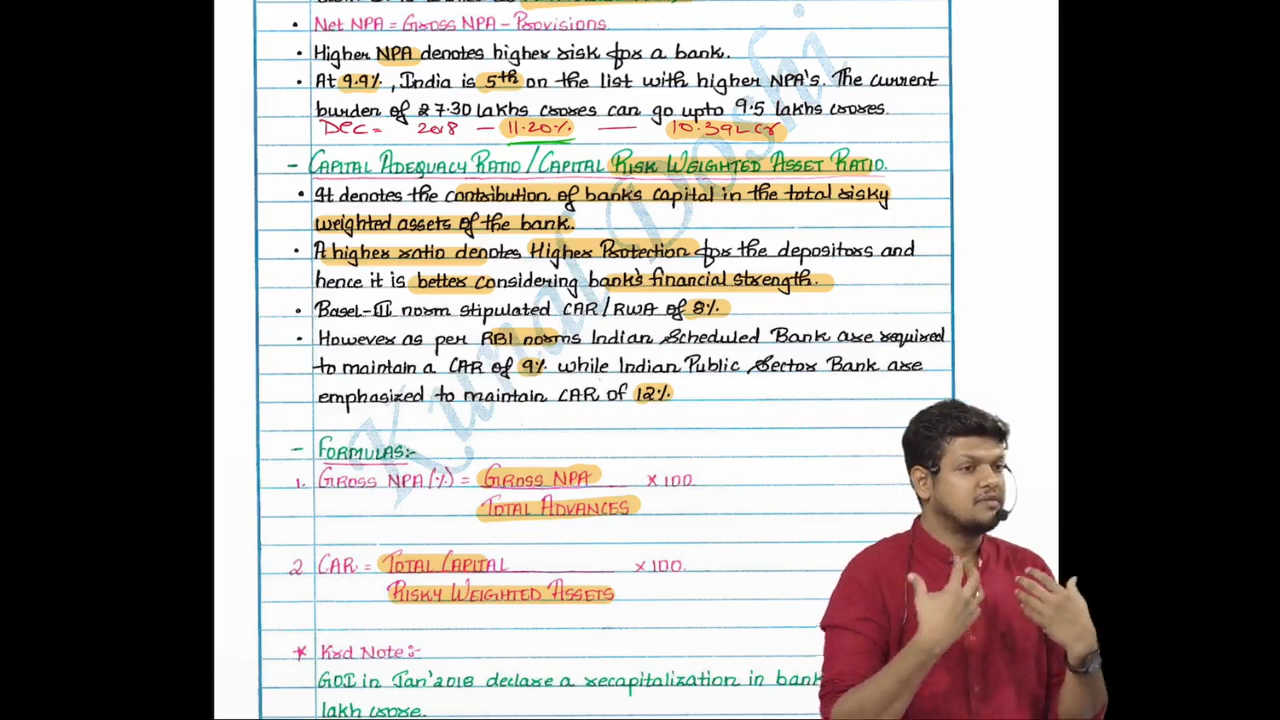 Net NPA = Gross NPA - Provisions.
• Higher NPA denotes higher risk for a bank.
• At 9.9%, India is 5th on the list with higher NPA's. The current
burden of ₹7.30 lakhs crores can go upto 9.5 lakhs crores.
Dec = 2018 — 11.20% — 10.39L Cr
- CAPITAL ADEQUACY RATIO / CAPITAL RISK WEIGHTED ASSET RATIO.
• It denotes the contribution of banks capital in the total risky
weighted assets of the bank.
• A higher ratio denotes Higher Protection for the depositors and
hence it is better considering bank's financial strength.
• Basel-III norm stipulated CAR/RWA of 8%.
• However as per RBI norms Indian Scheduled Bank are required
to maintain a CAR of 9% while Indian Public Sector Bank are
emphasized to maintain CAR of 12%
- FORMULAS:-
1. GROSS NPA(%) = GROSS NPA × 100
TOTAL ADVANCES
2 CAR = TOTAL CAPITAL × 100.
RISKY WEIGHTED ASSETS
* Krd Note:-
GOI in Jan'2018 declare a recapitalization in bank
lakh crore.
Kunal Doshi